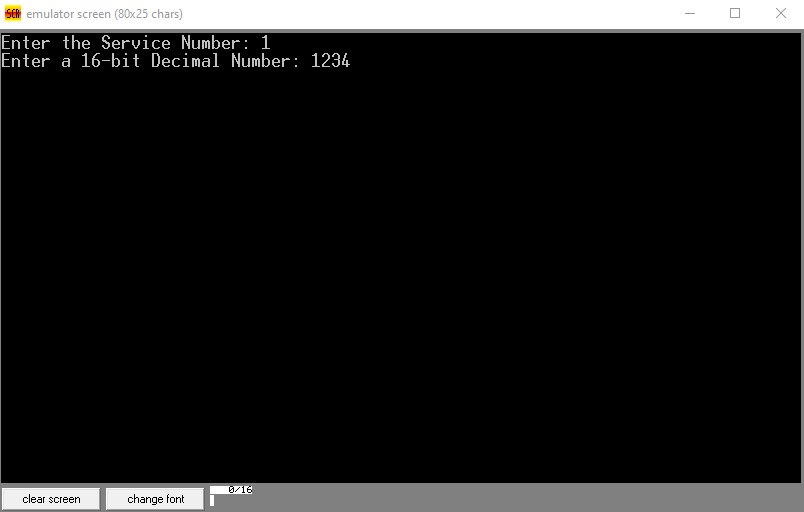 SCR
emulator screen (80x25 chars)
Enter the Service Number: 1
Enter a 16-bit Decimal Number: 1234
clear screen
change font
0/16